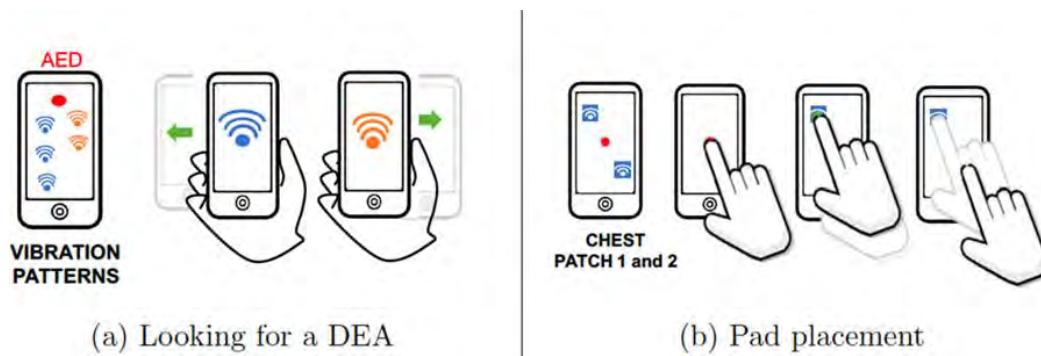 AED
VIBRATION
PATTERNS
(a) Looking for a DEA
CHEST
PATCH 1 and 2
(b) Pad placement